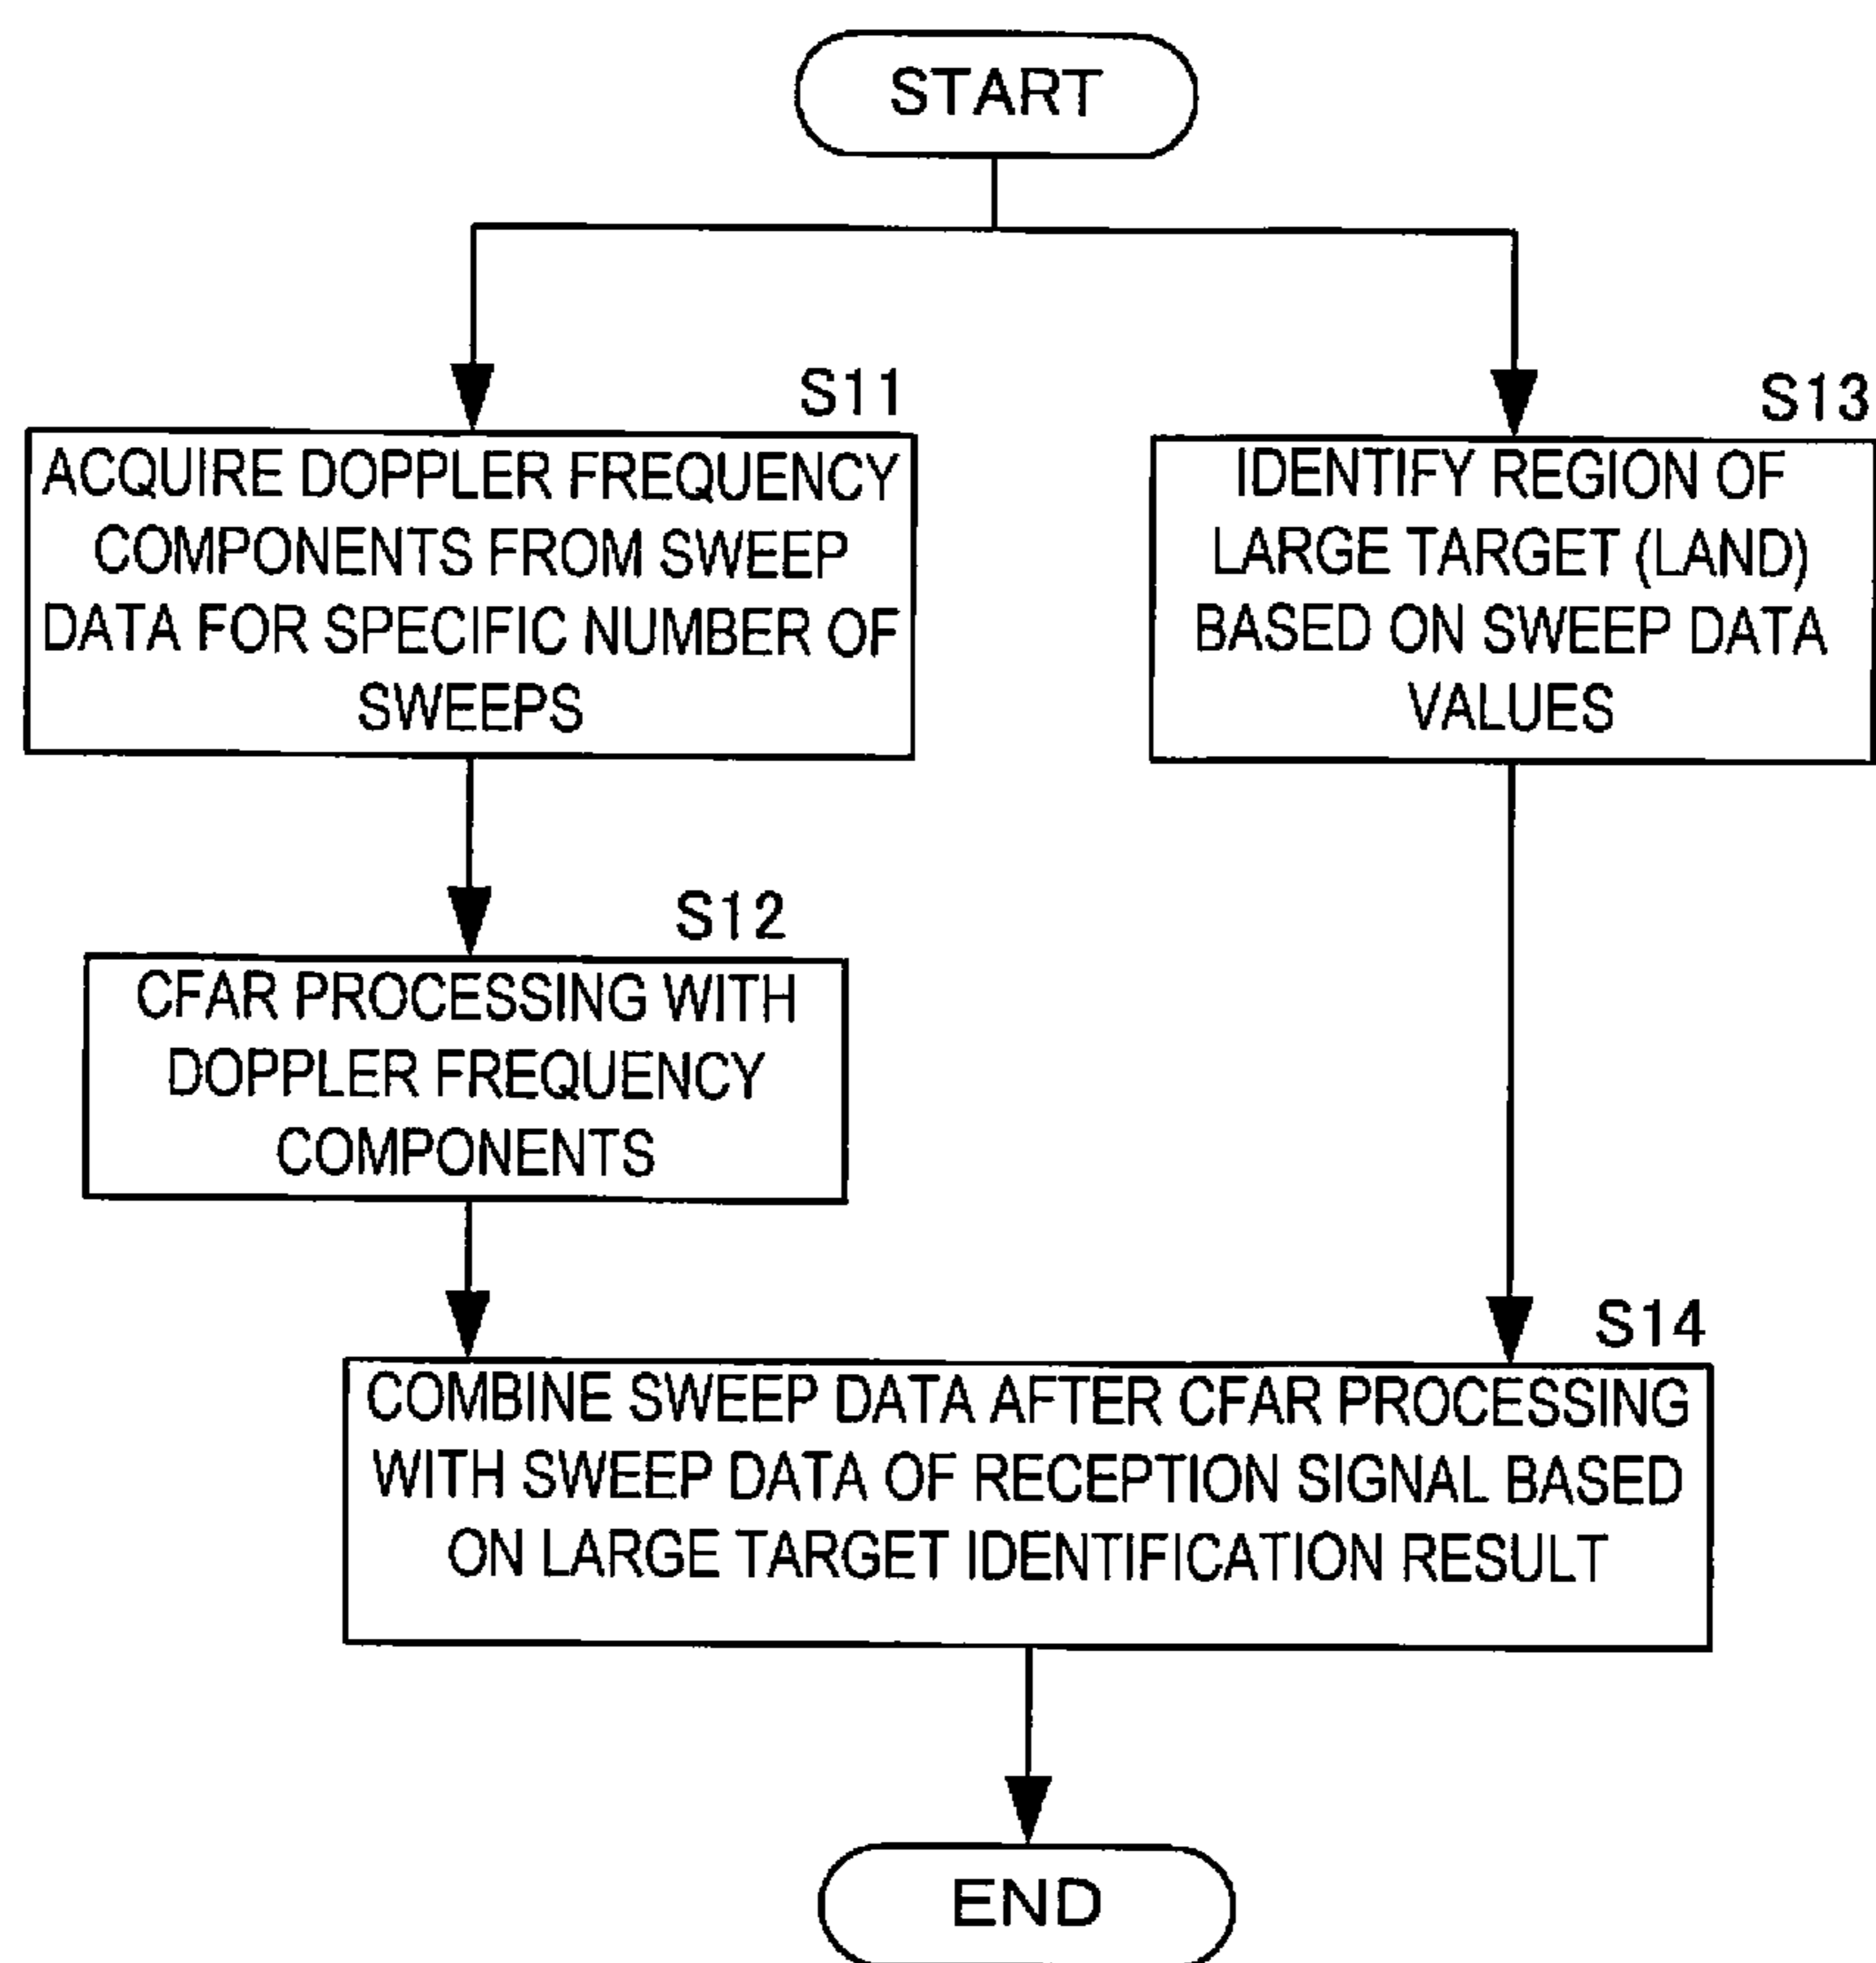 START
S11
ACQUIRE DOPPLER FREQUENCY
COMPONENTS FROM SWEEP
DATA FOR SPECIFIC NUMBER OF
SWEEPS
S13
IDENTIFY REGION OF
LARGE TARGET (LAND)
BASED ON SWEEP DATA
VALUES
S12
CFAR PROCESSING WITH
DOPPLER FREQUENCY
COMPONENTS
S14
COMBINE SWEEP DATA AFTER CFAR PROCESSING
WITH SWEEP DATA OF RECEPTION SIGNAL BASED
ON LARGE TARGET IDENTIFICATION RESULT
END